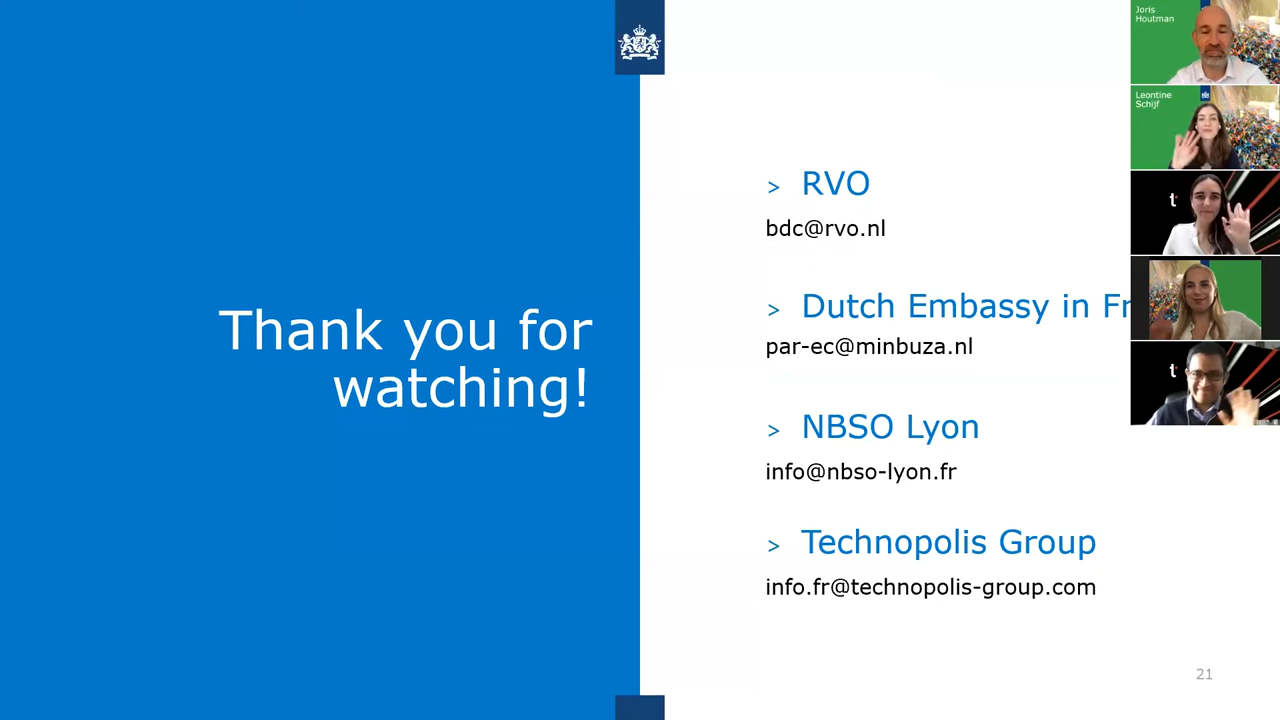 Thank you for
watching!
> RVO
bdc@rvo.nl
> Dutch Embassy in Fr
par-ec@minbuza.nl
> NBSO Lyon
info@nbso-lyon.fr
> Technopolis Group
info.fr@technopolis-group.com
21
Joris
Houtman
Leontine
Schijf
t
t